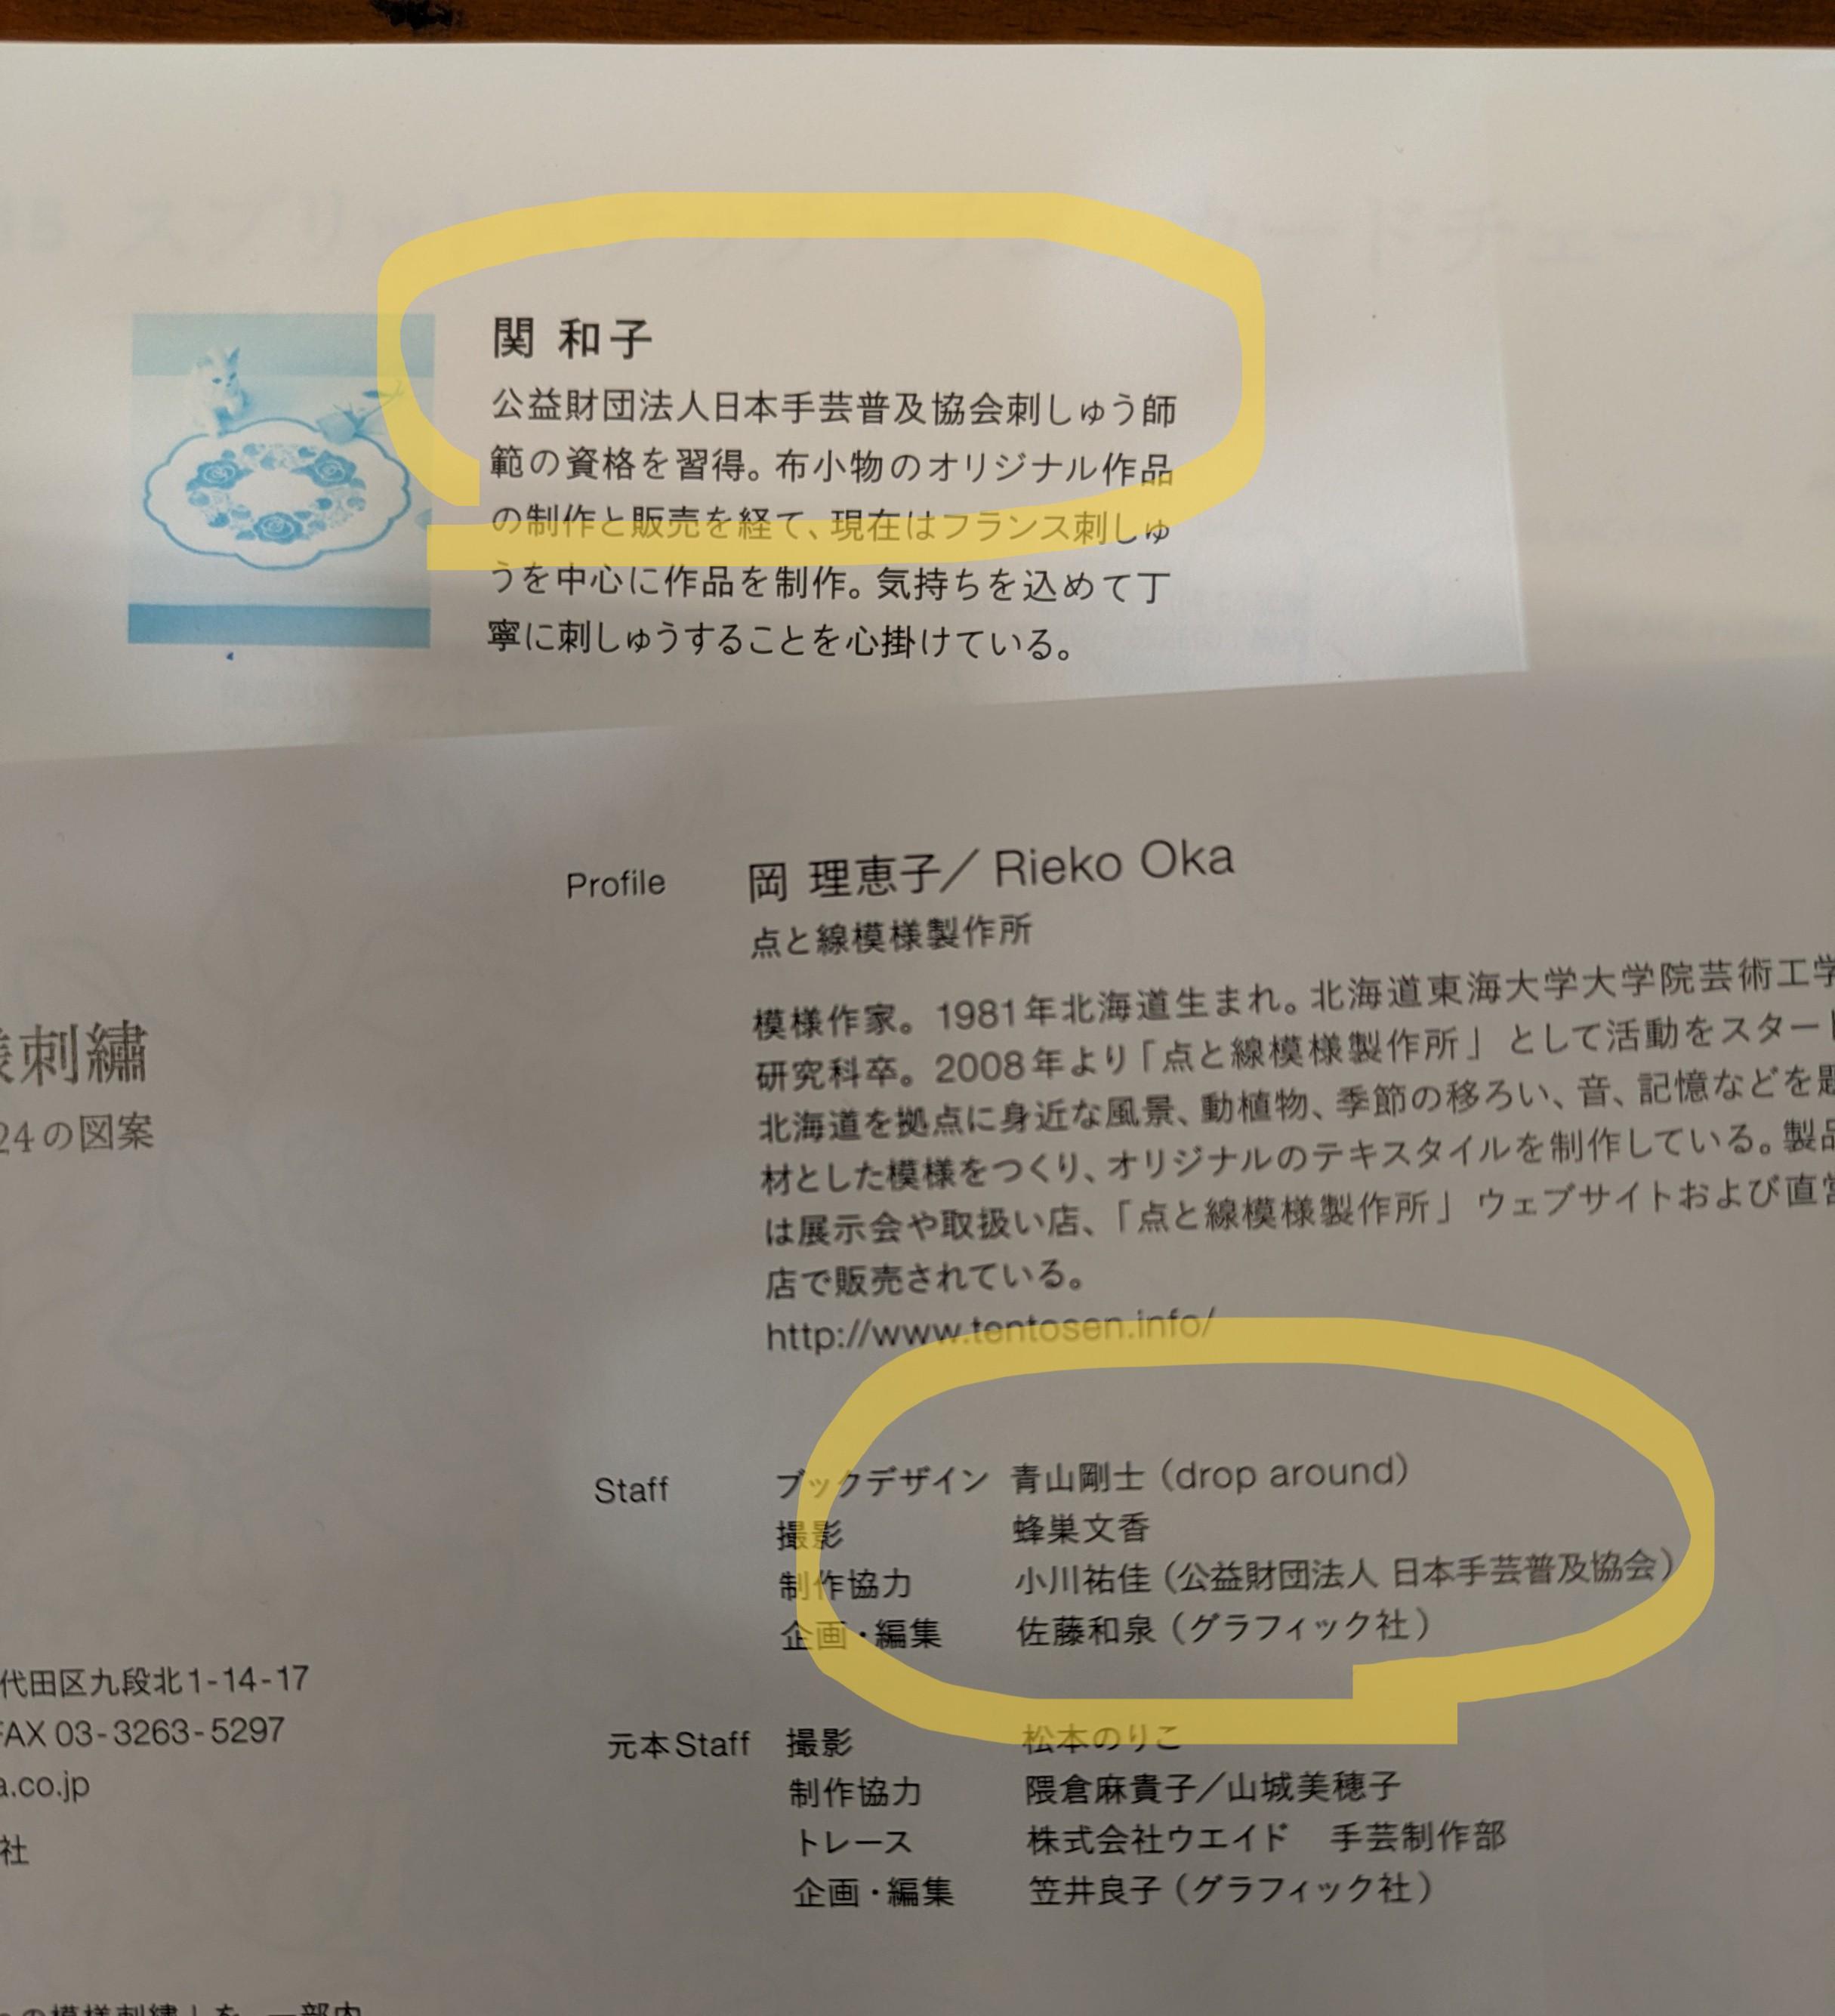 関 和子
公益財団法人日本手芸普及協会刺しゅう師
範の資格を習得。布小物のオリジナル作品
の制作と販売を経て、現在はフランス刺しゅ
うを中心に作品を制作。気持ちを込めて丁
寧に刺しゅうすることを心掛けている。
Profile 岡 理恵子／Rieko Oka
点と線模様製作所
模様作家。1981年北海道生まれ。北海道東海大学大学院芸術工学
研究科卒。2008年より「点と線模様製作所」として活動をスタート
北海道を拠点に身近な風景、動植物、季節の移ろい、音、記憶などを題
材とした模様をつくり、オリジナルのテキスタイルを制作している。製品
は展示会や取扱い店、「点と線模様製作所」ウェブサイトおよび直営
店で販売されている。
http://www.tentosen.info/
刺繡
24の図案
Staff ブックデザイン 青山剛士（drop around）
撮影 蜂巣文香
制作協力 小川祐佳（公益財団法人 日本手芸普及協会）
企画・編集 佐藤和泉（グラフィック社）
元本Staff 撮影 松本のりこ
制作協力 隈倉麻貴子／山城美穂子
トレース 株式会社ウエイド 手芸制作部
企画・編集 笠井良子（グラフィック社）
代田区九段北1-14-17
FAX 03-3263-5297
a.co.jp
社
の模様刺繡」を、一部内